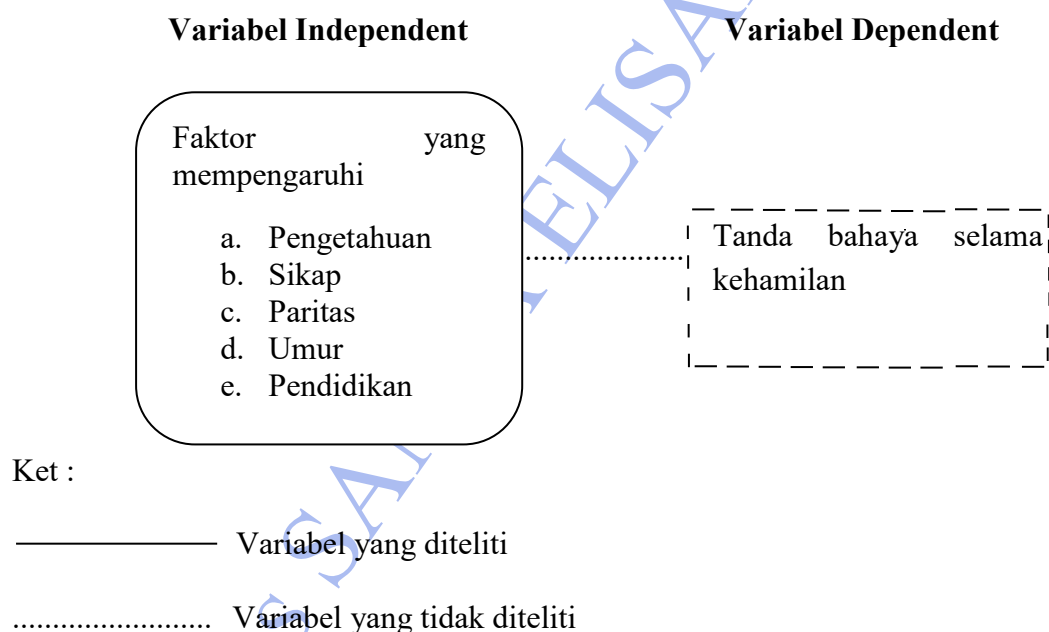 Variabel Independent
Variabel Dependent
Faktor yang
mempengaruhi
a. Pengetahuan
b. Sikap
c. Paritas
d. Umur
e. Pendidikan
Tanda bahaya selama
kehamilan
Ket :
Variabel yang diteliti
Variabel yang tidak diteliti